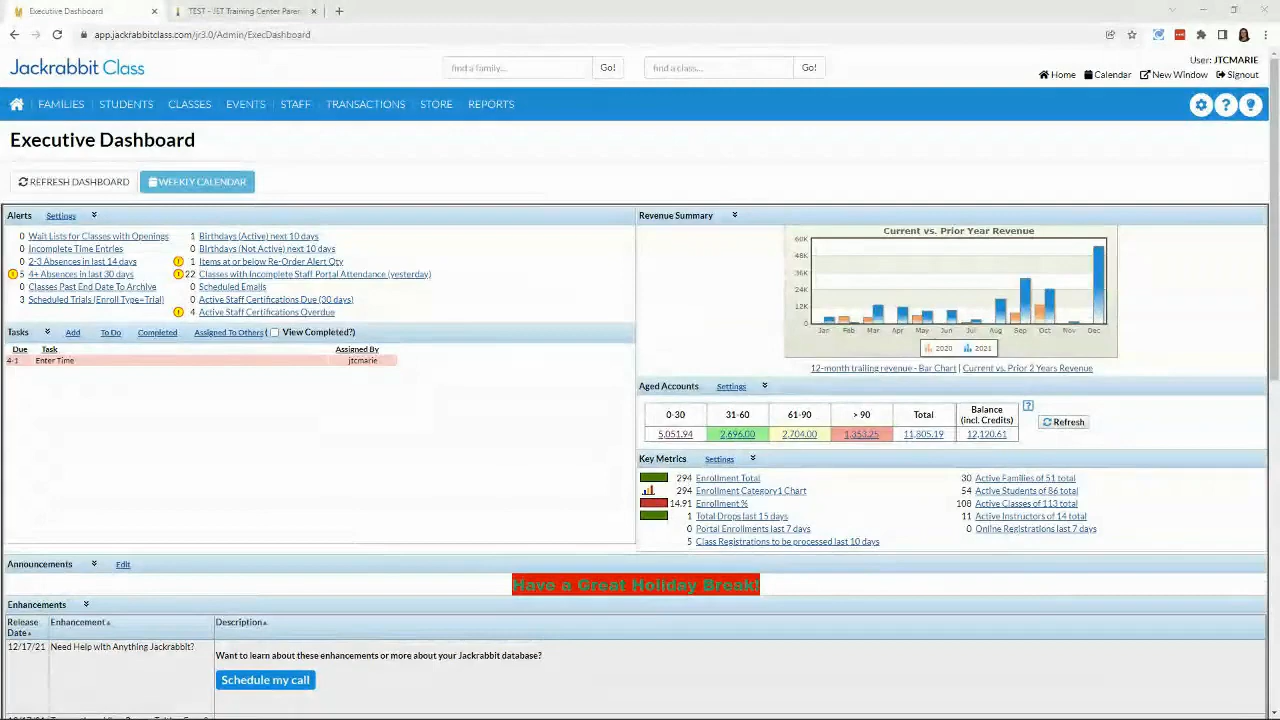 Executive Dashboard
TEST - JET Training Center Paren
app.jackrabbitclass.com/jr3.0/Admin/ExecDashboard
Jackrabbit Class
find a family...
Go!
find a class...
Go!
User: JTCMARIE
Home
Calendar
New Window
Signout
FAMILIES
STUDENTS
CLASSES
EVENTS
STAFF
TRANSACTIONS
STORE
REPORTS
Executive Dashboard
REFRESH DASHBOARD
WEEKLY CALENDAR
Alerts Settings
0 Wait Lists for Classes with Openings
0 Incomplete Time Entries
0 2-3 Absences in last 14 days
5 4+ Absences in last 30 days
0 Classes Past End Date To Archive
3 Scheduled Trials (Enroll Type=Trial)
1 Birthdays (Active) next 10 days
0 Birthdays (Not Active) next 10 days
1 Items at or below Re-Order Alert Qty
22 Classes with Incomplete Staff Portal Attendance (yesterday)
0 Scheduled Emails
0 Active Staff Certifications Due (30 days)
4 Active Staff Certifications Overdue
Tasks Add To Do Completed Assigned To Others ( View Completed?)
Due Task Assigned By
4-1 Enter Time jtcmarie
Revenue Summary
Current vs. Prior Year Revenue
60K
48K
36K
24K
12K
0
Jan Feb Mar Apr May Jun Jul Aug Sep Oct Nov Dec
2020 2021
12-month trailing revenue - Bar Chart | Current vs. Prior 2 Years Revenue
Aged Accounts Settings
0-30 31-60 61-90 > 90 Total Balance (incl. Credits)
5,051.94 2,696.00 2,704.00 1,353.25 11,805.19 12,120.61
Refresh
Key Metrics Settings
294 Enrollment Total
294 Enrollment Category1 Chart
14.91 Enrollment %
1 Total Drops last 15 days
0 Portal Enrollments last 7 days
5 Class Registrations to be processed last 10 days
30 Active Families of 51 total
54 Active Students of 86 total
108 Active Classes of 113 total
11 Active Instructors of 14 total
0 Online Registrations last 7 days
Announcements Edit
Have a Great Holiday Break!
Enhancements
Release Date
Enhancement
Description
12/17/21 Need Help with Anything Jackrabbit?
Want to learn about these enhancements or more about your Jackrabbit database?
Schedule my call